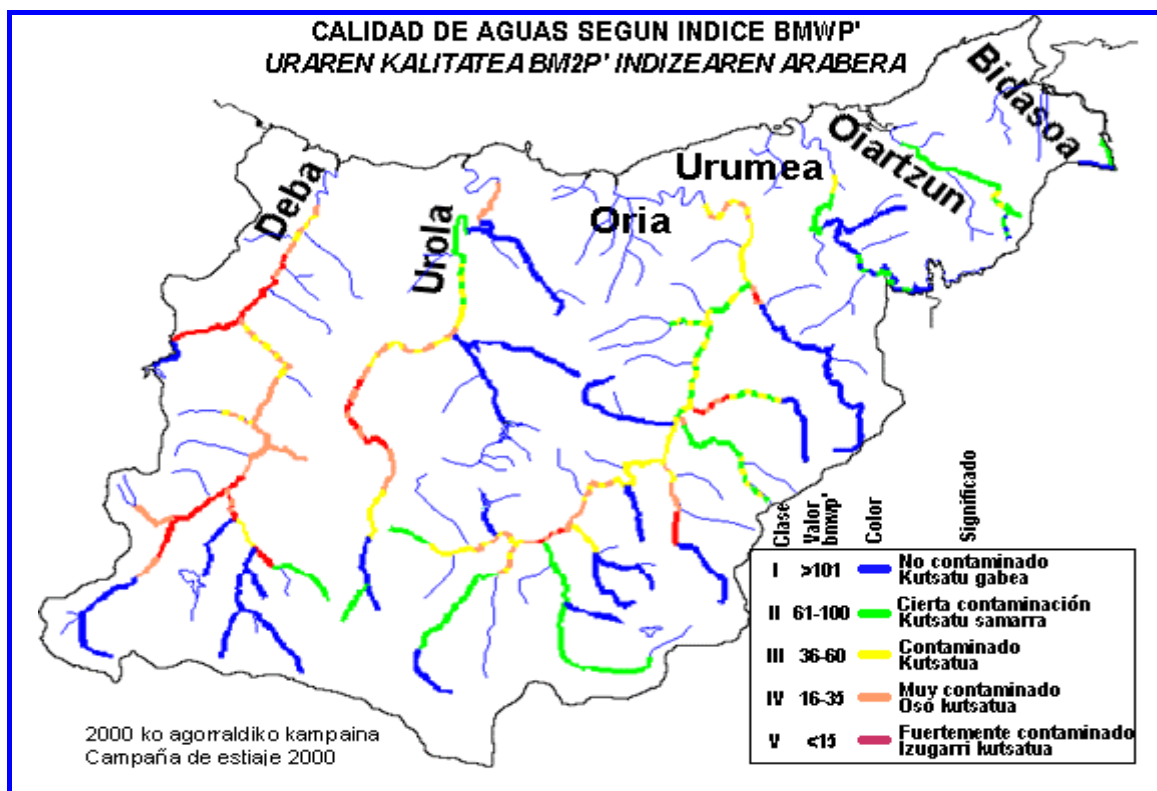 CALIDAD DE AGUAS SEGUN INDICE BMWP'
URAREN KALITATEA BM2P' INDIZEAREN ARABERA
Bidasoa
Oiartzun
Urumea
Oria
Urola
Deba
Clase Valor bmwp' Color Significado
I >101 No contaminado
Kutsatu gabea
II 61-100 Cierta contaminación
Kutsatu samarra
III 36-60 Contaminado
Kutsatua
IV 16-35 Muy contaminado
Oso kutsatua
V <15 Fuertemente contaminado
Izugarri kutsatua
2000 ko agorraldiko kampaina
Campaña de estiaje 2000